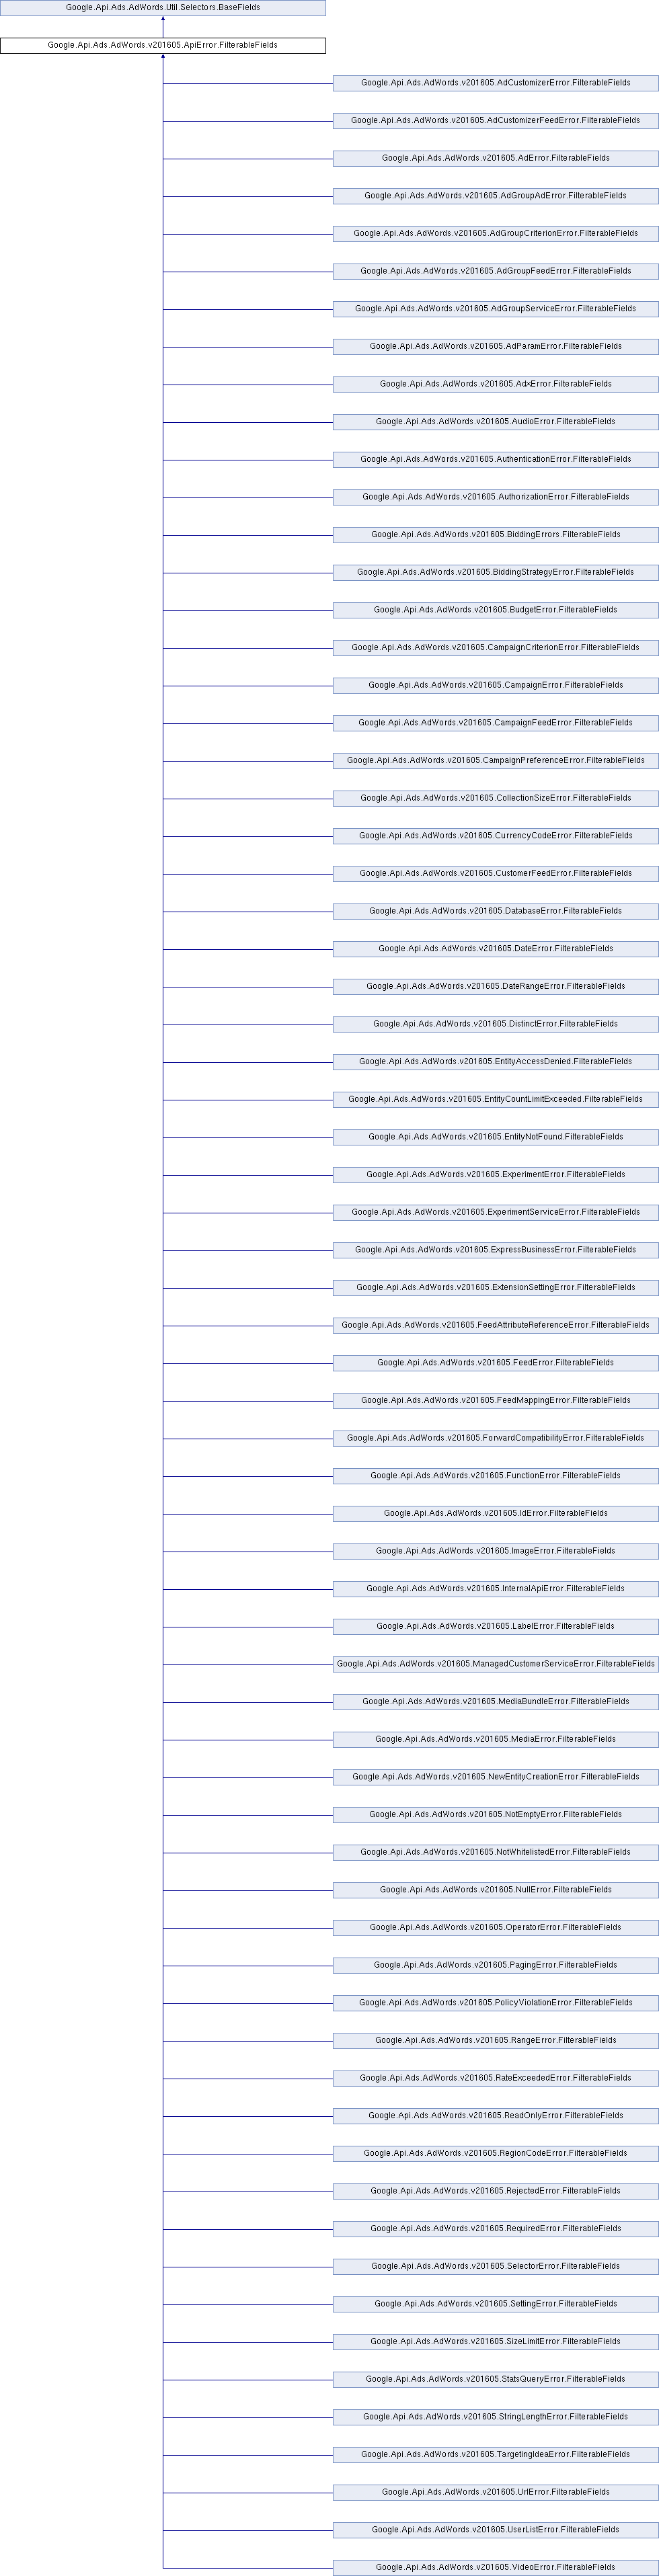 Google.Api.Ads.AdWords.Util.Selectors.BaseFields
Google.Api.Ads.AdWords.v201605.ApiError.FilterableFields
Google.Api.Ads.AdWords.v201605.AdCustomizerError.FilterableFields
Google.Api.Ads.AdWords.v201605.AdCustomizerFeedError.FilterableFields
Google.Api.Ads.AdWords.v201605.AdError.FilterableFields
Google.Api.Ads.AdWords.v201605.AdGroupAdError.FilterableFields
Google.Api.Ads.AdWords.v201605.AdGroupCriterionError.FilterableFields
Google.Api.Ads.AdWords.v201605.AdGroupFeedError.FilterableFields
Google.Api.Ads.AdWords.v201605.AdGroupServiceError.FilterableFields
Google.Api.Ads.AdWords.v201605.AdParamError.FilterableFields
Google.Api.Ads.AdWords.v201605.AdxError.FilterableFields
Google.Api.Ads.AdWords.v201605.AudioError.FilterableFields
Google.Api.Ads.AdWords.v201605.AuthenticationError.FilterableFields
Google.Api.Ads.AdWords.v201605.AuthorizationError.FilterableFields
Google.Api.Ads.AdWords.v201605.BiddingErrors.FilterableFields
Google.Api.Ads.AdWords.v201605.BiddingStrategyError.FilterableFields
Google.Api.Ads.AdWords.v201605.BudgetError.FilterableFields
Google.Api.Ads.AdWords.v201605.CampaignCriterionError.FilterableFields
Google.Api.Ads.AdWords.v201605.CampaignError.FilterableFields
Google.Api.Ads.AdWords.v201605.CampaignFeedError.FilterableFields
Google.Api.Ads.AdWords.v201605.CampaignPreferenceError.FilterableFields
Google.Api.Ads.AdWords.v201605.CollectionSizeError.FilterableFields
Google.Api.Ads.AdWords.v201605.CurrencyCodeError.FilterableFields
Google.Api.Ads.AdWords.v201605.CustomerFeedError.FilterableFields
Google.Api.Ads.AdWords.v201605.DatabaseError.FilterableFields
Google.Api.Ads.AdWords.v201605.DateError.FilterableFields
Google.Api.Ads.AdWords.v201605.DateRangeError.FilterableFields
Google.Api.Ads.AdWords.v201605.DistinctError.FilterableFields
Google.Api.Ads.AdWords.v201605.EntityAccessDenied.FilterableFields
Google.Api.Ads.AdWords.v201605.EntityCountLimitExceeded.FilterableFields
Google.Api.Ads.AdWords.v201605.EntityNotFound.FilterableFields
Google.Api.Ads.AdWords.v201605.ExperimentError.FilterableFields
Google.Api.Ads.AdWords.v201605.ExperimentServiceError.FilterableFields
Google.Api.Ads.AdWords.v201605.ExpressBusinessError.FilterableFields
Google.Api.Ads.AdWords.v201605.ExtensionSettingError.FilterableFields
Google.Api.Ads.AdWords.v201605.FeedAttributeReferenceError.FilterableFields
Google.Api.Ads.AdWords.v201605.FeedError.FilterableFields
Google.Api.Ads.AdWords.v201605.FeedMappingError.FilterableFields
Google.Api.Ads.AdWords.v201605.ForwardCompatibilityError.FilterableFields
Google.Api.Ads.AdWords.v201605.FunctionError.FilterableFields
Google.Api.Ads.AdWords.v201605.IdError.FilterableFields
Google.Api.Ads.AdWords.v201605.ImageError.FilterableFields
Google.Api.Ads.AdWords.v201605.InternalApiError.FilterableFields
Google.Api.Ads.AdWords.v201605.LabelError.FilterableFields
Google.Api.Ads.AdWords.v201605.ManagedCustomerServiceError.FilterableFields
Google.Api.Ads.AdWords.v201605.MediaBundleError.FilterableFields
Google.Api.Ads.AdWords.v201605.MediaError.FilterableFields
Google.Api.Ads.AdWords.v201605.NewEntityCreationError.FilterableFields
Google.Api.Ads.AdWords.v201605.NotEmptyError.FilterableFields
Google.Api.Ads.AdWords.v201605.NotWhitelistedError.FilterableFields
Google.Api.Ads.AdWords.v201605.NullError.FilterableFields
Google.Api.Ads.AdWords.v201605.OperatorError.FilterableFields
Google.Api.Ads.AdWords.v201605.PagingError.FilterableFields
Google.Api.Ads.AdWords.v201605.PolicyViolationError.FilterableFields
Google.Api.Ads.AdWords.v201605.RangeError.FilterableFields
Google.Api.Ads.AdWords.v201605.RateExceededError.FilterableFields
Google.Api.Ads.AdWords.v201605.ReadOnlyError.FilterableFields
Google.Api.Ads.AdWords.v201605.RegionCodeError.FilterableFields
Google.Api.Ads.AdWords.v201605.RejectedError.FilterableFields
Google.Api.Ads.AdWords.v201605.RequiredError.FilterableFields
Google.Api.Ads.AdWords.v201605.SelectorError.FilterableFields
Google.Api.Ads.AdWords.v201605.SettingError.FilterableFields
Google.Api.Ads.AdWords.v201605.SizeLimitError.FilterableFields
Google.Api.Ads.AdWords.v201605.StatsQueryError.FilterableFields
Google.Api.Ads.AdWords.v201605.StringLengthError.FilterableFields
Google.Api.Ads.AdWords.v201605.TargetingIdeaError.FilterableFields
Google.Api.Ads.AdWords.v201605.UrlError.FilterableFields
Google.Api.Ads.AdWords.v201605.UserListError.FilterableFields
Google.Api.Ads.AdWords.v201605.VideoError.FilterableFields